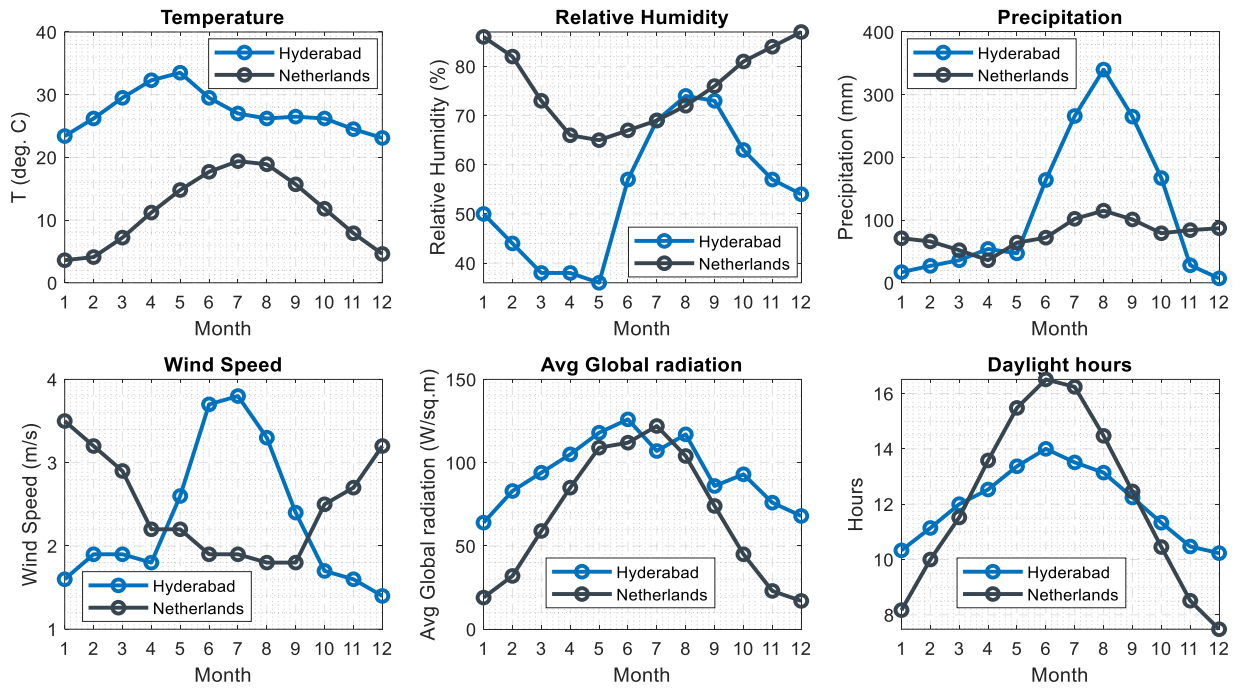 Temperature
40
30
20
10
0
T (deg. C)
Hyderabad
Netherlands
1 2 3 4 5 6 7 8 9 10 11 12
Month
Relative Humidity
80
70
60
50
40
Relative Humidity (%)
Hyderabad
Netherlands
1 2 3 4 5 6 7 8 9 10 11 12
Month
Precipitation
400
300
200
100
0
Precipitation (mm)
Hyderabad
Netherlands
1 2 3 4 5 6 7 8 9 10 11 12
Month
Wind Speed
4
3
2
1
Wind Speed (m/s)
Hyderabad
Netherlands
1 2 3 4 5 6 7 8 9 10 11 12
Month
Avg Global radiation
150
100
50
0
Avg Global radiation (W/sq.m)
Hyderabad
Netherlands
1 2 3 4 5 6 7 8 9 10 11 12
Month
Daylight hours
16
14
12
10
8
Hours
Hyderabad
Netherlands
1 2 3 4 5 6 7 8 9 10 11 12
Month